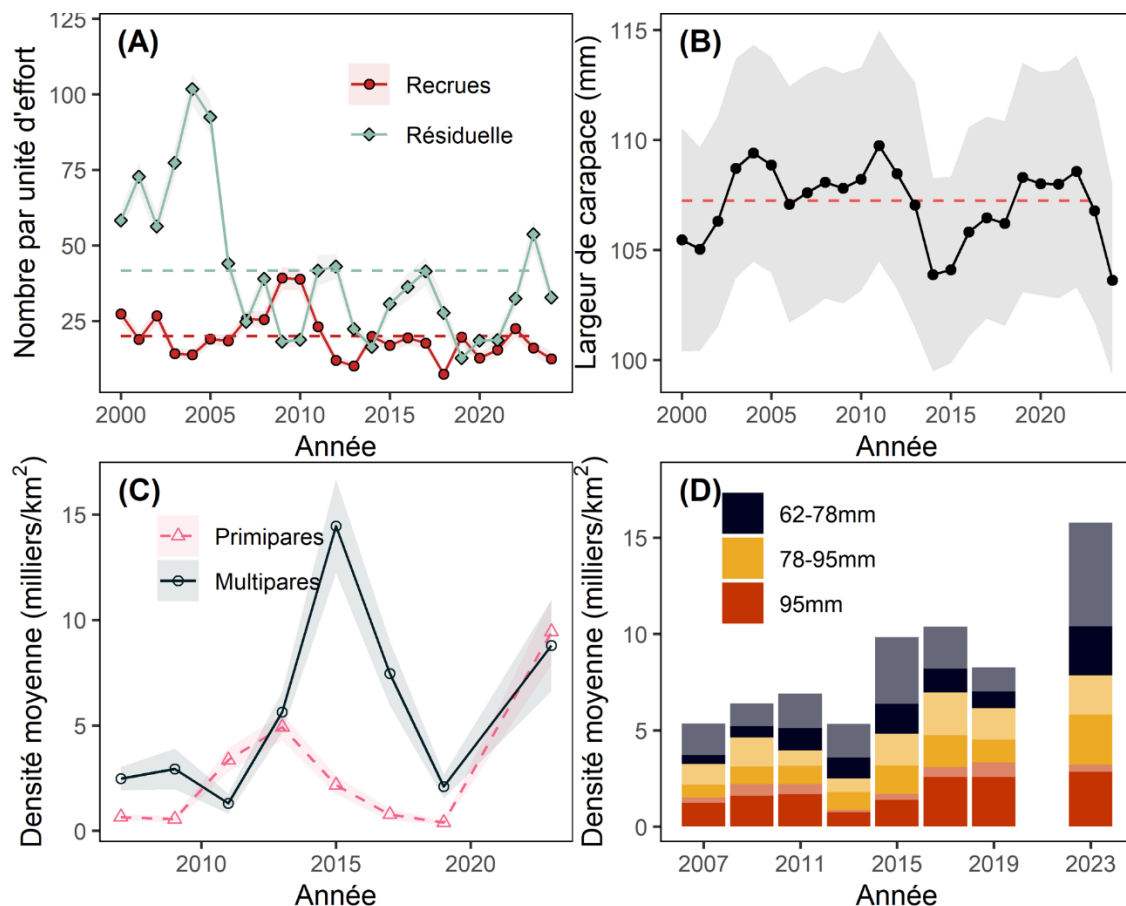 (A)
Nombre par unité d'effort
125
100
75
50
25
Recrues
Résiduelle
2000 2005 2010 2015 2020
Année
(B)
Largeur de carapace (mm)
115
110
105
100
2000 2005 2010 2015 2020
Année
(C)
Densité moyenne (milliers/km²)
15
10
5
0
Primipares
Multipares
2010 2015 2020
Année
(D)
Densité moyenne (milliers/km²)
15
10
5
0
62-78mm
78-95mm
95mm
2007 2011 2015 2019 2023
Année